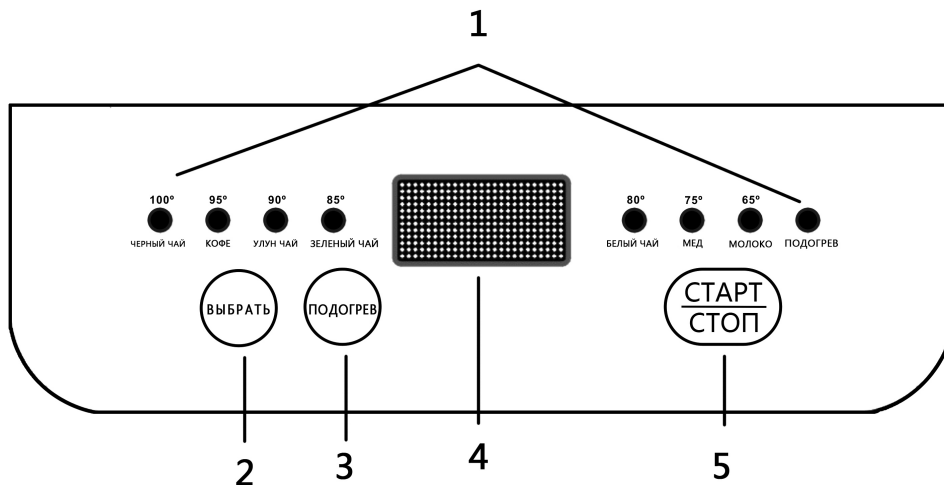 1
100° 95° 90° 85° 80° 75° 65°
ЧЕРНЫЙ ЧАЙ КОФЕ УЛУН ЧАЙ ЗЕЛЕНЫЙ ЧАЙ БЕЛЫЙ ЧАЙ МЕД МОЛОКО ПОДОГРЕВ
ВЫБРАТЬ ПОДОГРЕВ СТАРТ
СТОП
2 3 4 5